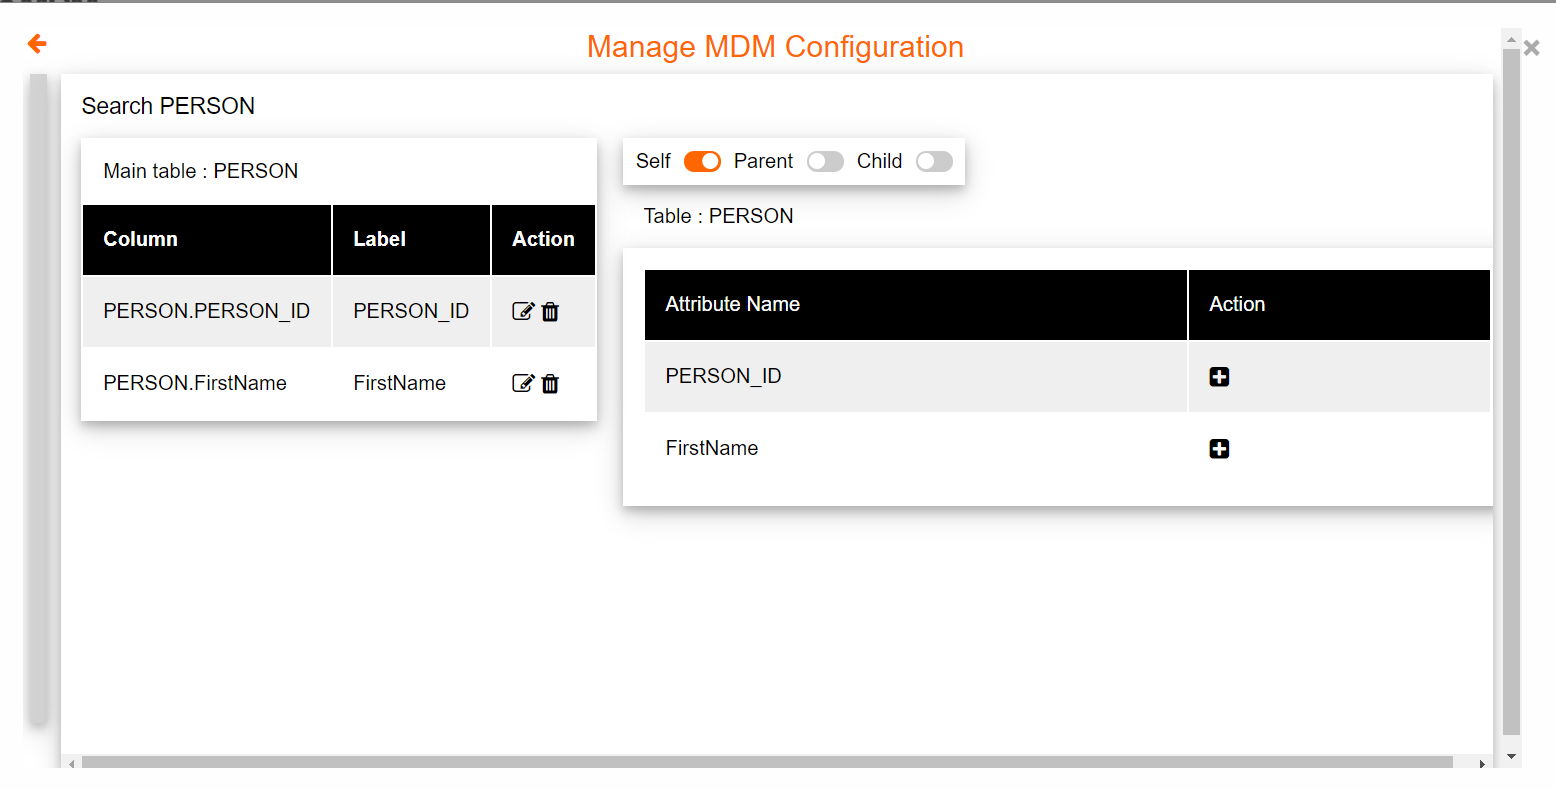 Manage MDM Configuration
Search PERSON
Main table : PERSON
Column Label Action
PERSON.PERSON_ID PERSON_ID
PERSON.FirstName FirstName
Self Parent Child
Table : PERSON
Attribute Name Action
PERSON_ID
FirstName